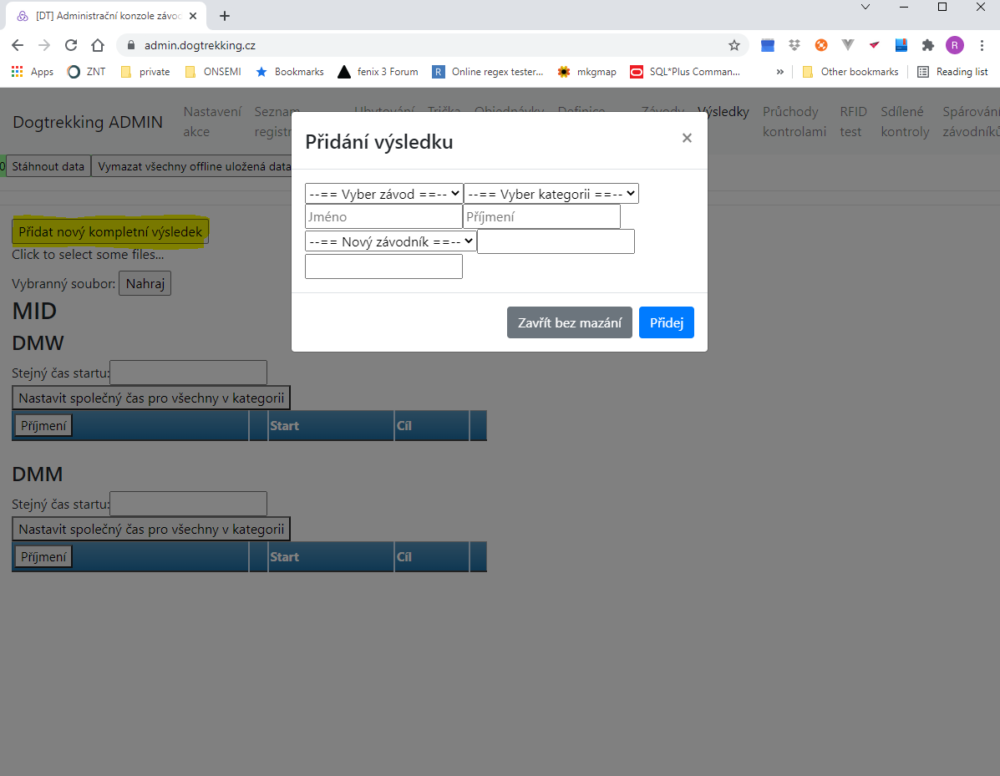 [DT] Administrační konzole závoc
admin.dogtrekking.cz
R
Apps ZNT private ONSEMI Bookmarks fenix 3 Forum R Online regex tester... mkgmap SQL*Plus Comman... » Other bookmarks Reading list
Dogtrekking ADMIN
Nastavení akce
Seznam registr
Ubytování Trička Objednávky Definice Závody Výsledky
Průchody kontrolami
RFID test
Sdílené kontroly
Spárován závodníků
0 Stáhnout data Vymazat všechny offline uložená data
Přidat nový kompletní výsledek
Click to select some files...
Vybranný soubor: Nahraj
MID
DMW
Stejný čas startu:
Nastavit společný čas pro všechny v kategorii
Příjmení Start Cíl
DMM
Stejný čas startu:
Nastavit společný čas pro všechny v kategorii
Příjmení Start Cíl
Přidání výsledku ×
--== Vyber závod ==-- --== Vyber kategorii ==--
Jméno Příjmení
--== Nový závodník ==--
Zavřít bez mazání Přidej